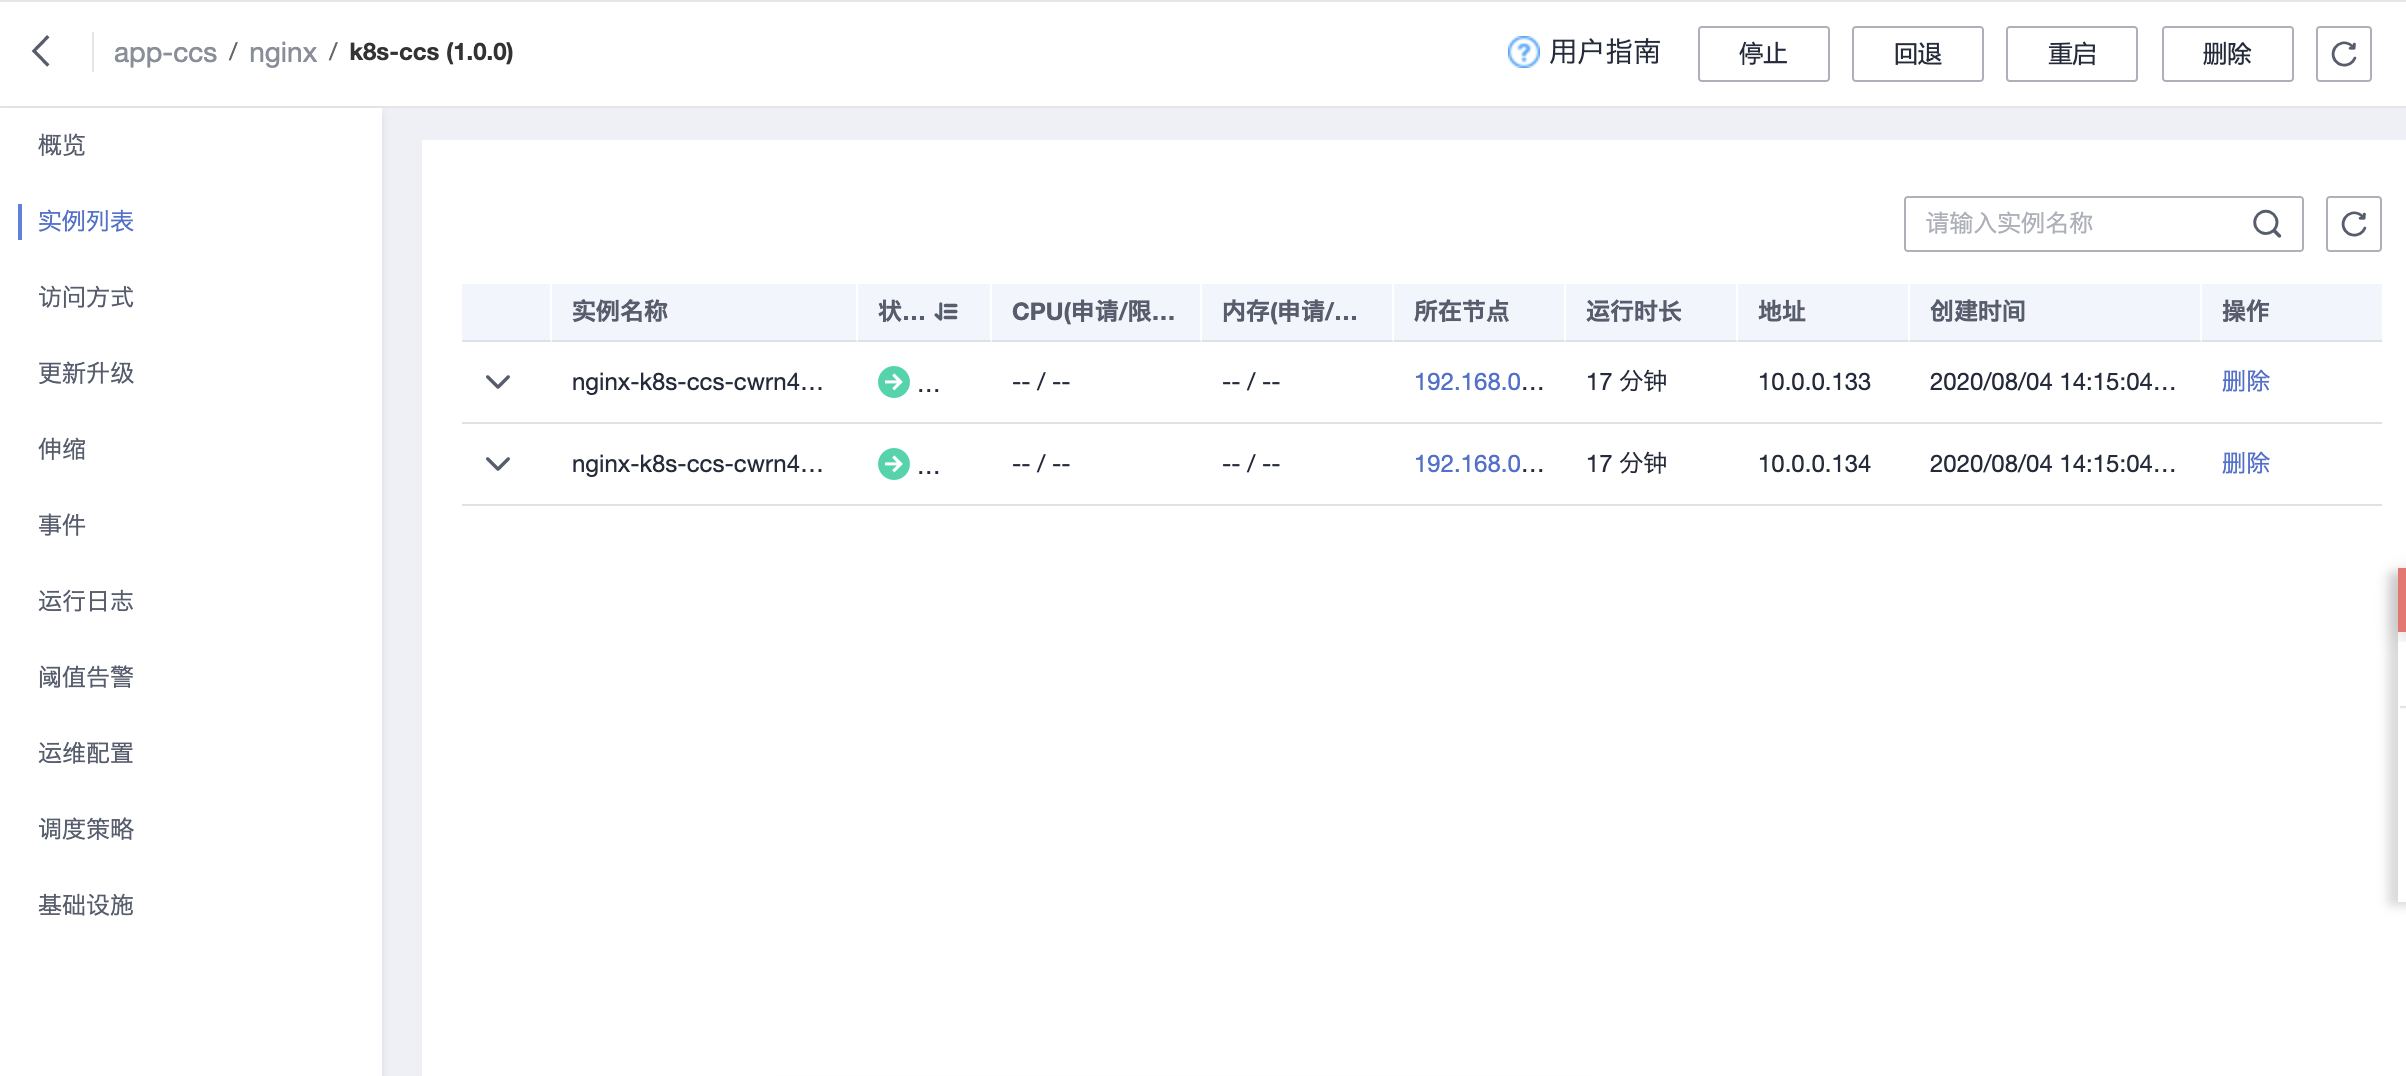 app-ccs / nginx / k8s-ccs (1.0.0)
? 用户指南 停止 回退 重启 删除
概览
实例列表
访问方式
更新升级
伸缩
事件
运行日志
阈值告警
运维配置
调度策略
基础设施
请输入实例名称
实例名称 状... CPU(申请/限... 内存(申请/... 所在节点 运行时长 地址 创建时间 操作
nginx-k8s-ccs-cwrn4... ... -- / -- -- / -- 192.168.0... 17 分钟 10.0.0.133 2020/08/04 14:15:04... 删除
nginx-k8s-ccs-cwrn4... ... -- / -- -- / -- 192.168.0... 17 分钟 10.0.0.134 2020/08/04 14:15:04... 删除